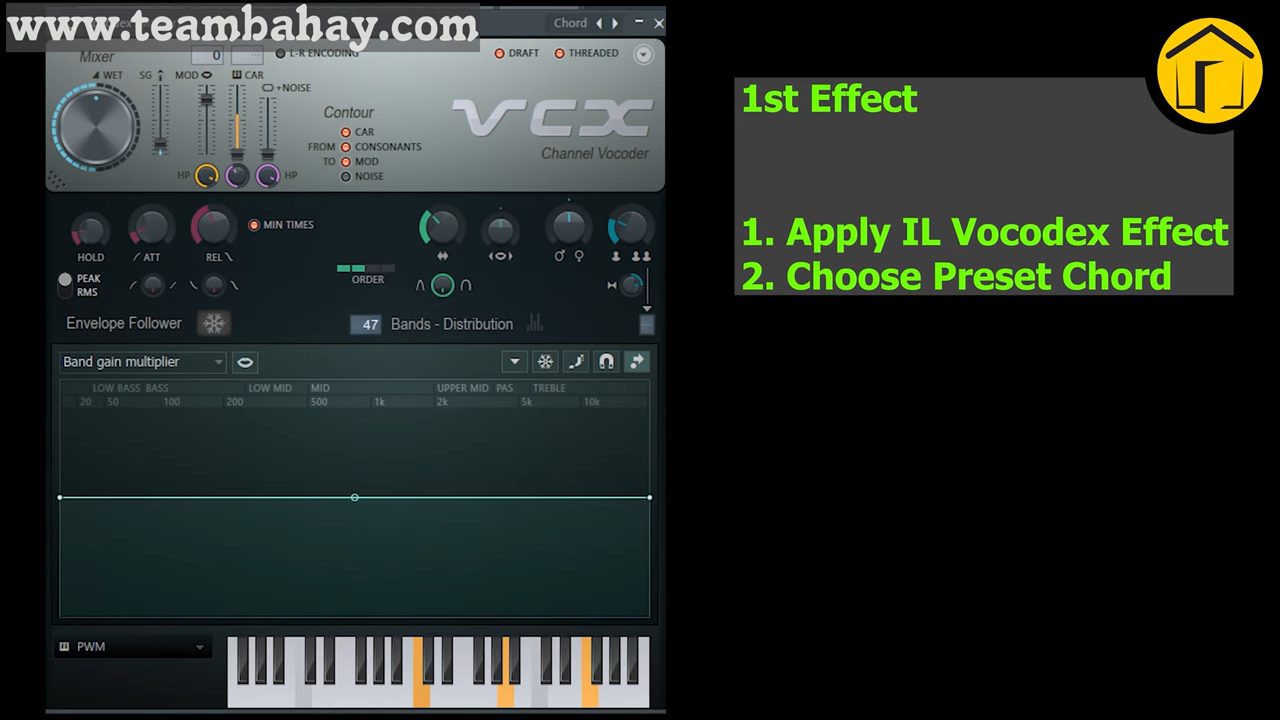 www.teambahay.com
Chord
Mixer
0
L-R ENCODING
DRAFT
THREADED
WET
SG
MOD
CAR
+NOISE
Contour
CAR
FROM
CONSONANTS
TO
MOD
NOISE
HP
HP
VCX
Channel Vocoder
1st Effect
1. Apply IL Vocodex Effect
2. Choose Preset Chord
HOLD
ATT
REL
MIN TIMES
PEAK
RMS
ORDER
Envelope Follower
47
Bands - Distribution
Band gain multiplier
LOW BASS BASS LOW MID MID UPPER MID PAS TREBLE
20 50 100 200 500 1k 2k 5k 10k
PWM